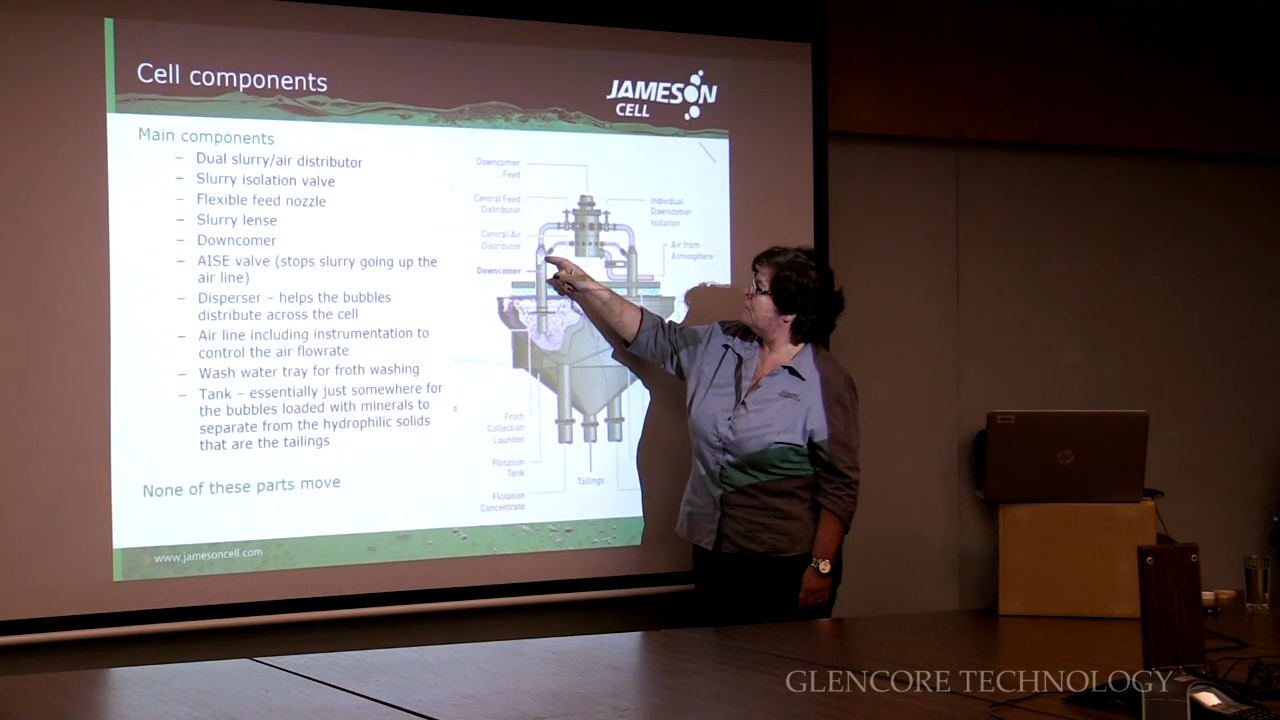 Cell components
JAMESON
CELL
Main components
– Dual slurry/air distributor
– Slurry isolation valve
– Flexible feed nozzle
– Slurry lense
– Downcomer
– AISE valve (stops slurry going up the
air line)
– Disperser – helps the bubbles
distribute across the cell
– Air line including instrumentation to
control the air flowrate
– Wash water tray for froth washing
– Tank – essentially just somewhere for
the bubbles loaded with minerals to
separate from the hydrophilic solids
that are the tailings
None of these parts move
Downcomer
Feed
Central Feed
Distributor
Central Air
Distributor
Downcomer
Individual
Downcomer
Isolation
Air from
Atmosphere
Froth
Collection
Launder
Flotation
Tank
Flotation
Concentrate
Tailings
www.jamesoncell.com
hp
GLENCORE TECHNOLOGY